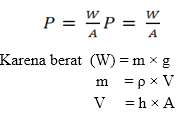 P = W/A P = W/A
Karena berat (W) = m × g
m = ρ × V
V = h × A